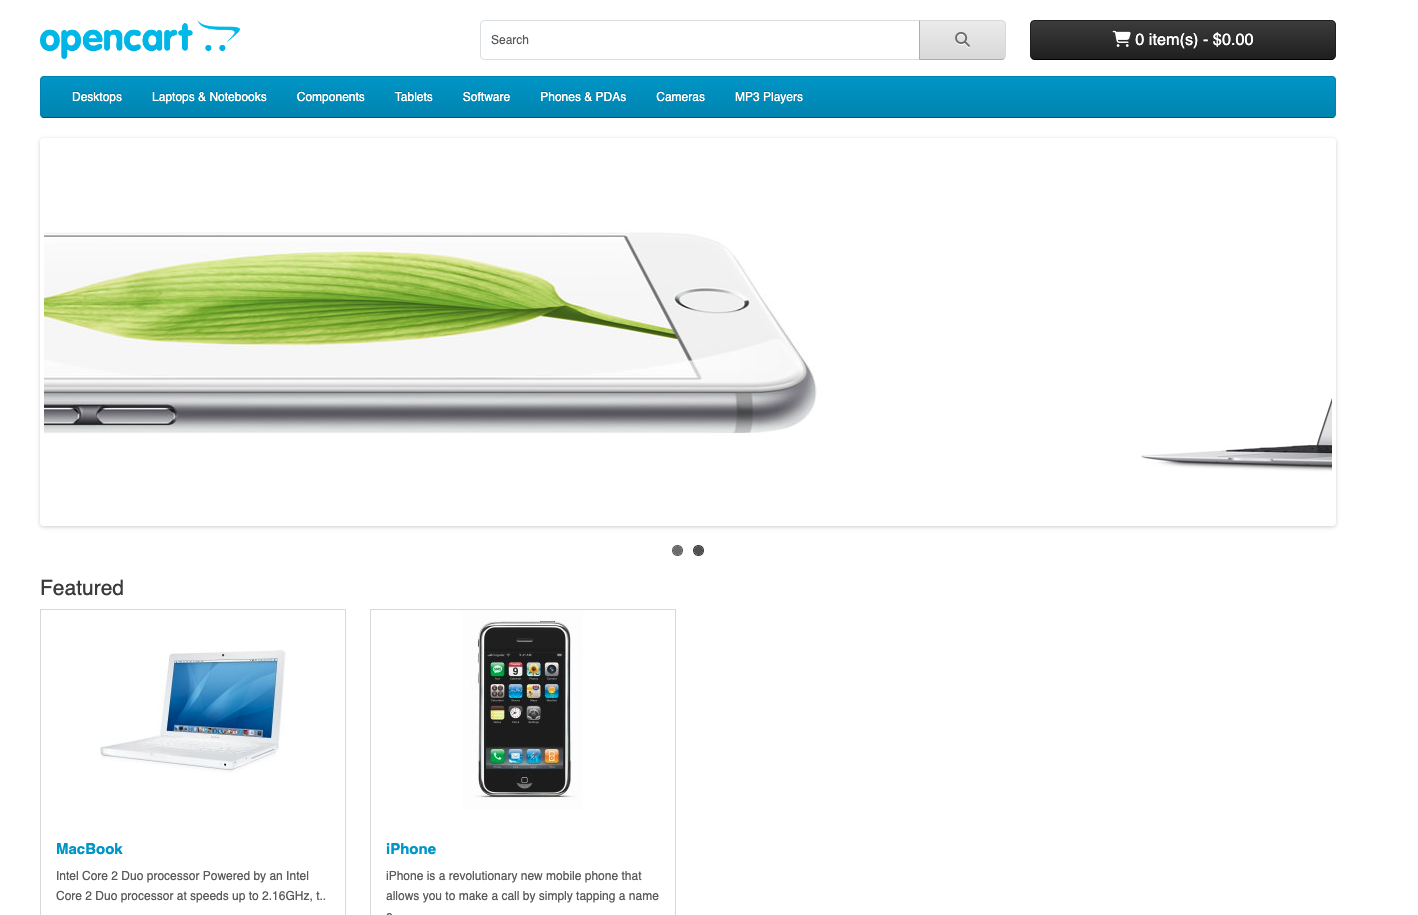 opencart
Search
0 item(s) - $0.00
Desktops
Laptops & Notebooks
Components
Tablets
Software
Phones & PDAs
Cameras
MP3 Players
Featured
MacBook
Intel Core 2 Duo processor Powered by an Intel
Core 2 Duo processor at speeds up to 2.16GHz, t..
iPhone
iPhone is a revolutionary new mobile phone that
allows you to make a call by simply tapping a name